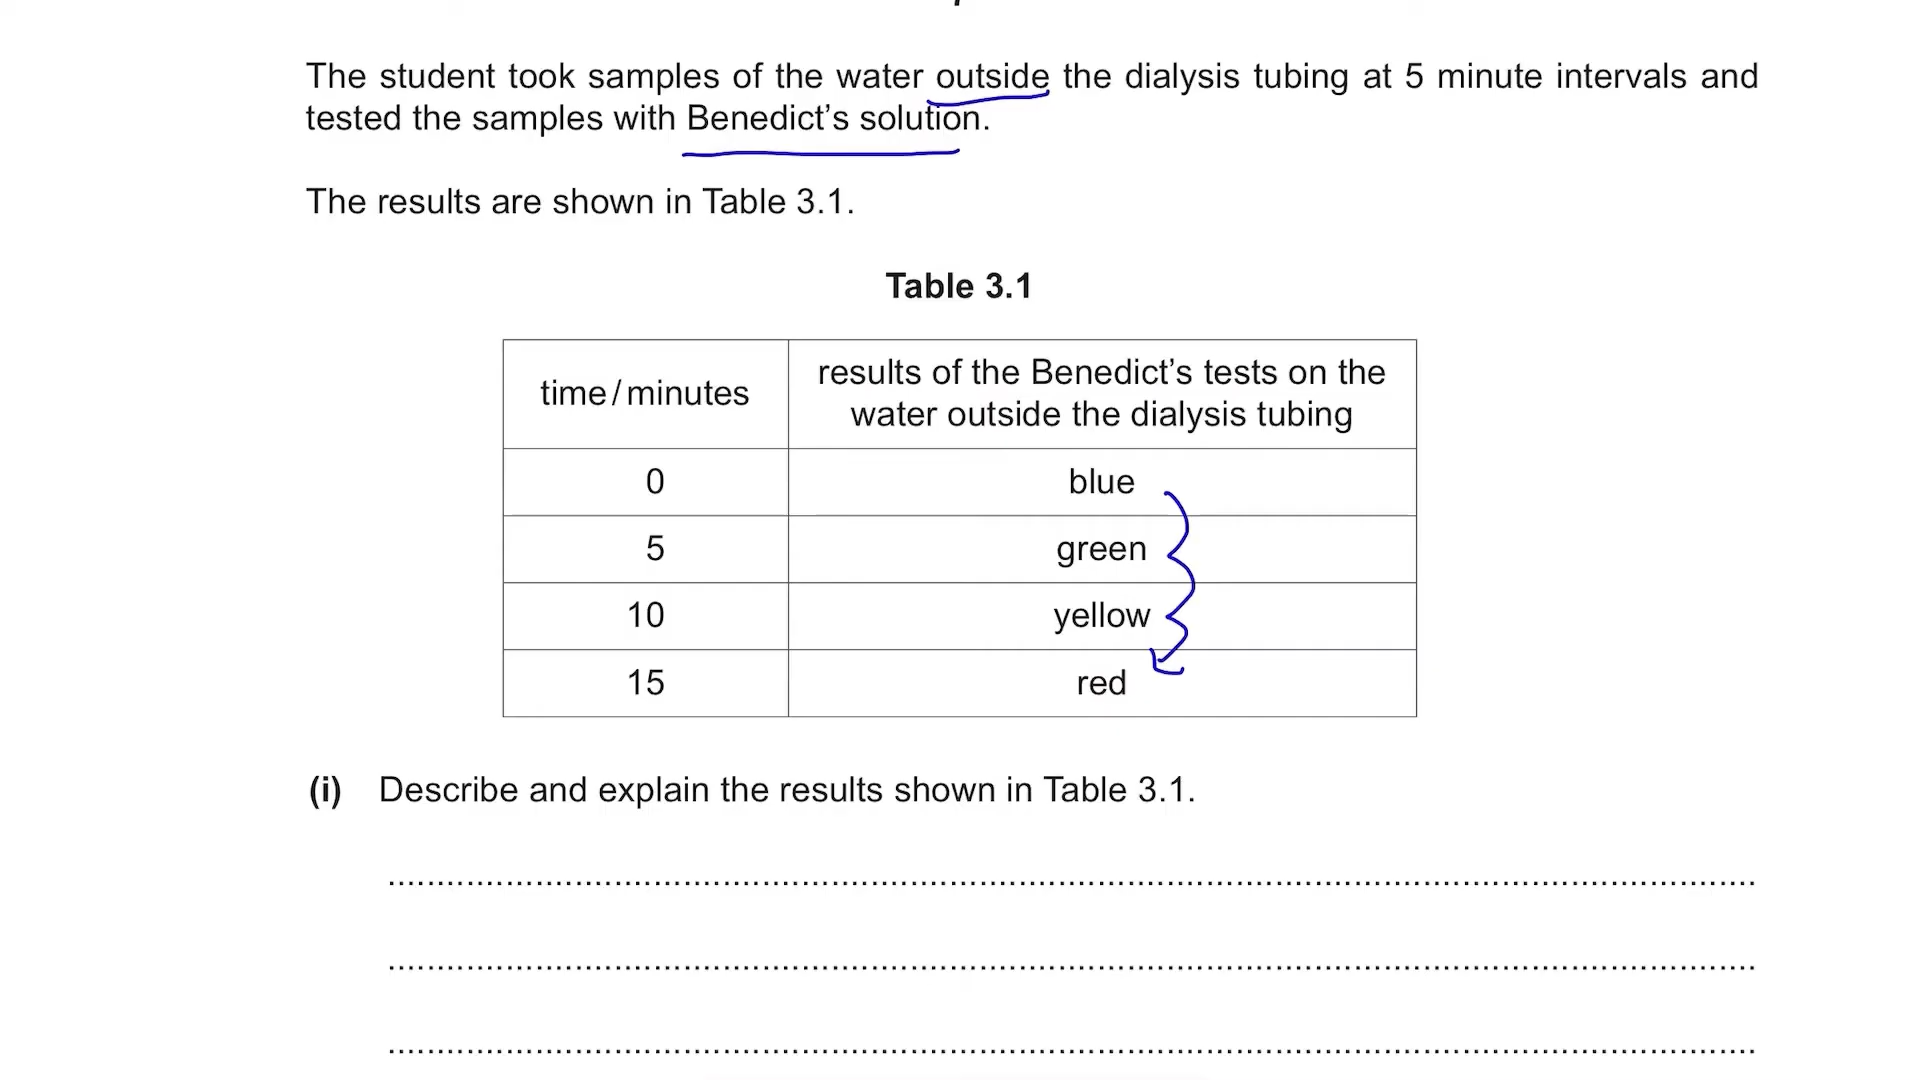 The student took samples of the water outside the dialysis tubing at 5 minute intervals and
tested the samples with Benedict’s solution.
The results are shown in Table 3.1.
Table 3.1
time / minutes
results of the Benedict’s tests on the
water outside the dialysis tubing
0 blue
5 green
10 yellow
15 red
(i) Describe and explain the results shown in Table 3.1.